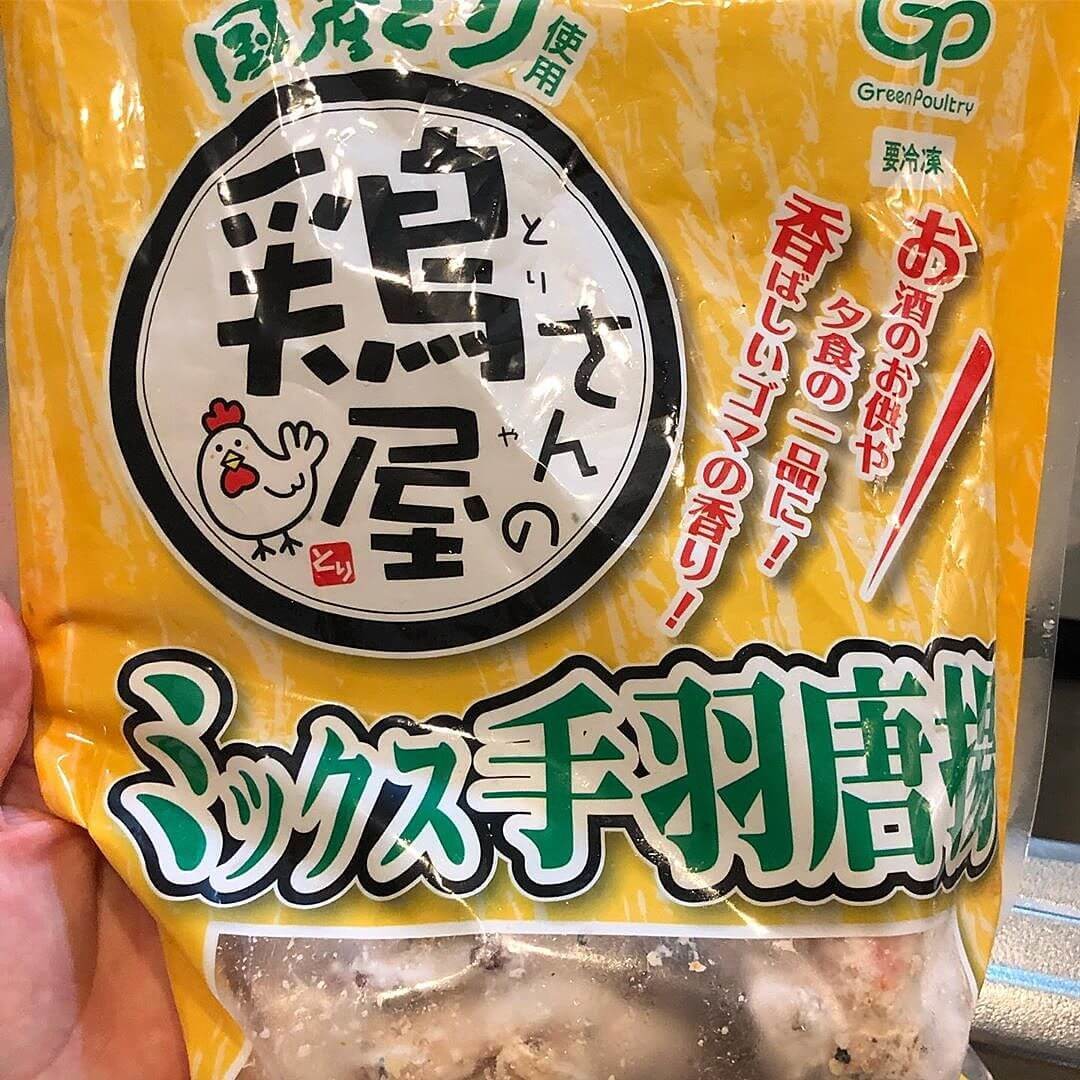 国産とり使用
GP
GreenPoultry
要冷凍
鶏とりさんの
屋や
とり
お酒のお供や
夕食の一品に！
香ばしいゴマの香り！
ミックス手羽唐揚